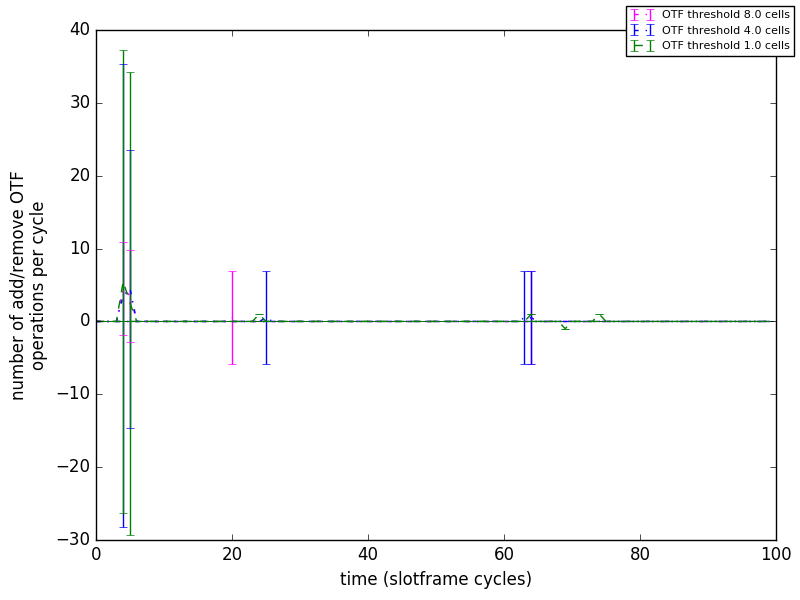 OTF threshold 8.0 cells
OTF threshold 4.0 cells
OTF threshold 1.0 cells
40
30
20
10
0
−10
−20
−30
number of add/remove OTF
operations per cycle
0
20
40
60
80
100
time (slotframe cycles)